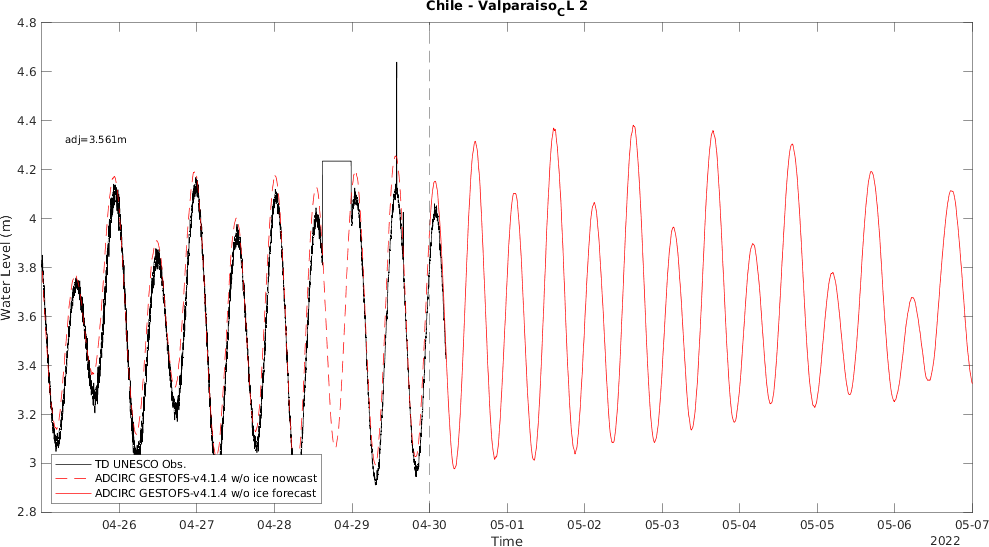 Chile - ValparaisoCL 2
4.8
4.6
4.4
4.2
4
3.8
3.6
3.4
3.2
3
2.8
Water Level (m)
adj=3.561m
TD UNESCO Obs.
ADCIRC GESTOFS-v4.1.4 w/o ice nowcast
ADCIRC GESTOFS-v4.1.4 w/o ice forecast
04-26 04-27 04-28 04-29 04-30 05-01 05-02 05-03 05-04 05-05 05-06 05-07
Time
2022